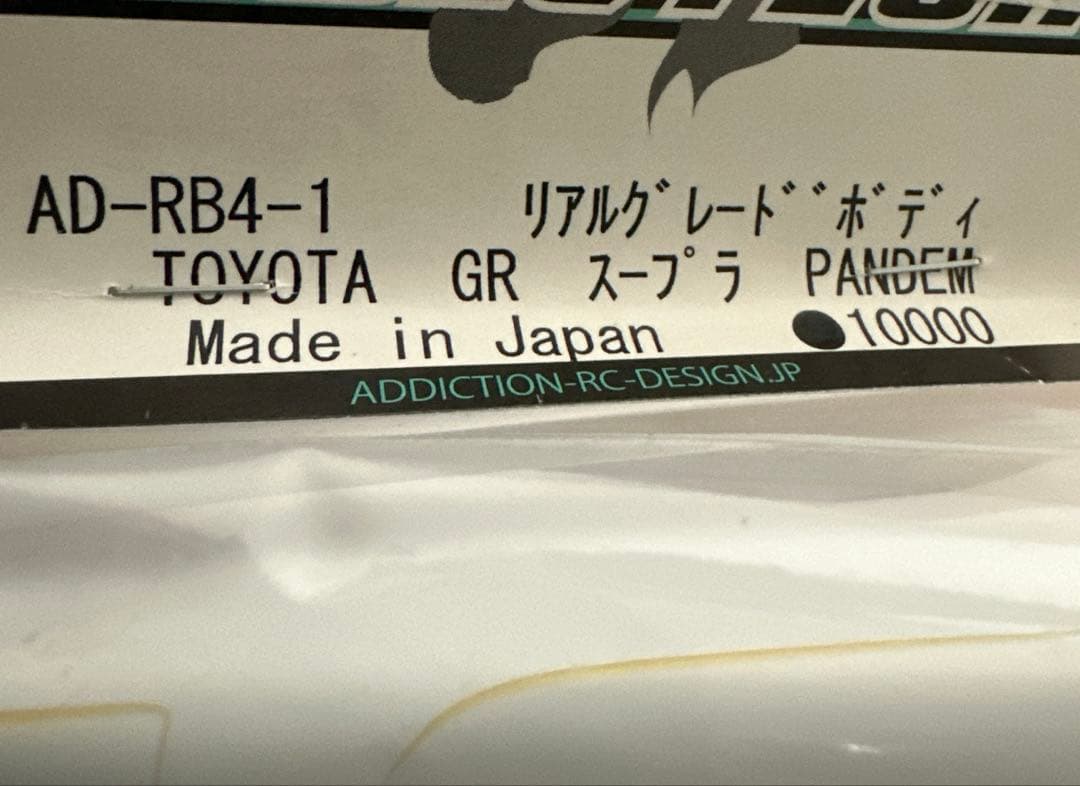 AD-RB4-1 ﾘｱﾙｸﾞﾚｰﾄﾞﾞﾎﾞﾃﾞｨ
TOYOTA GR ｽｰﾌﾟﾗ PANDEM
Made in Japan ●10000
ADDICTION-RC-DESIGN.JP